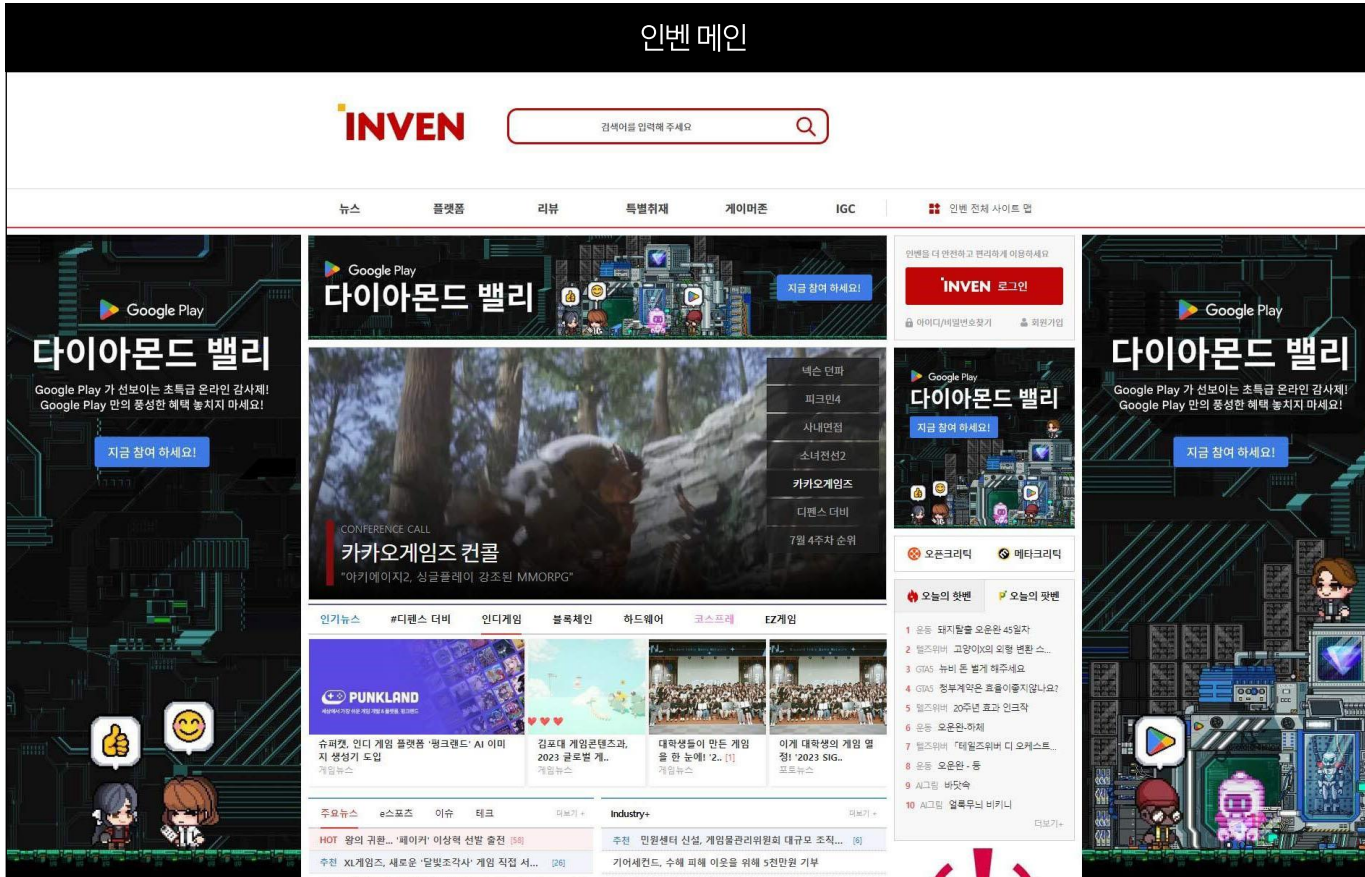 인벤 메인
INVEN
검색어를 입력해 주세요
뉴스
플랫폼
리뷰
특별취재
게이머존
IGC
인벤 전체 사이트 맵
Google Play
다이아몬드 밸리
Google Play 가 선보이는 초특급 온라인 감사제!
Google Play 만의 풍성한 혜택 놓치지 마세요!
지금 참여 하세요!
Google Play
다이아몬드 밸리
지금 참여 하세요!
넥슨 던파
피크민4
사내면접
소녀전선2
카카오게임즈
디펜스 더비
7월 4주차 순위
CONFERENCE CALL
카카오게임즈 컨콜
"아키에이지2, 싱글플레이 강조된 MMORPG"
인기뉴스
#디펜스 더비
인디게임
블록체인
하드웨어
코스프레
EZ게임
PUNKLAND
슈퍼캣, 인디 게임 플랫폼 '펑크랜드' AI 이미
지 생성기 도입
게임뉴스
김포대 게임콘텐츠과,
2023 글로벌 게..
게임뉴스
대학생들이 만든 게임
을 한 눈에! '2.. [1]
게임뉴스
이게 대학생의 게임 열
정! '2023 SIG..
포토뉴스
주요뉴스
e스포츠
이슈
테크
더보기 +
HOT 왕의 귀환... '페이커' 이상혁 선발 출전 [58]
추천 XL게임즈, 새로운 '달빛조각사' 게임 직접 서... [26]
Industry+
더보기 +
추천 민원센터 신설, 게임물관리위원회 대규모 조직... [6]
기어세컨드, 수해 피해 이웃을 위해 5천만원 기부
인벤을 더 안전하고 편리하게 이용하세요
INVEN 로그인
아이디/비밀번호찾기
회원가입
Google Play
다이아몬드 밸리
지금 참여 하세요!
오픈크리틱
메타크리틱
오늘의 핫벤
오늘의 팟벤
1 운동 돼지탈출 오운완 45일차
2 테일즈위버 고양이X의 외형 변환 스...
3 GTA5 뉴비 돈 벌게 해주세요
4 GTA5 정부계약은 효율이좋지않나요?
5 테일즈위버 20주년 효과 인크작
6 운동 오운완-하체
7 테일즈위버 「테일즈위버 디 오케스트...
8 운동 오운완 - 등
9 AI그림 바닷속
10 AI그림 얼룩무늬 비키니
더보기+
Google Play
다이아몬드 밸리
Google Play 가 선보이는 초특급 온라인 감사제!
Google Play 만의 풍성한 혜택 놓치지 마세요!
지금 참여 하세요!